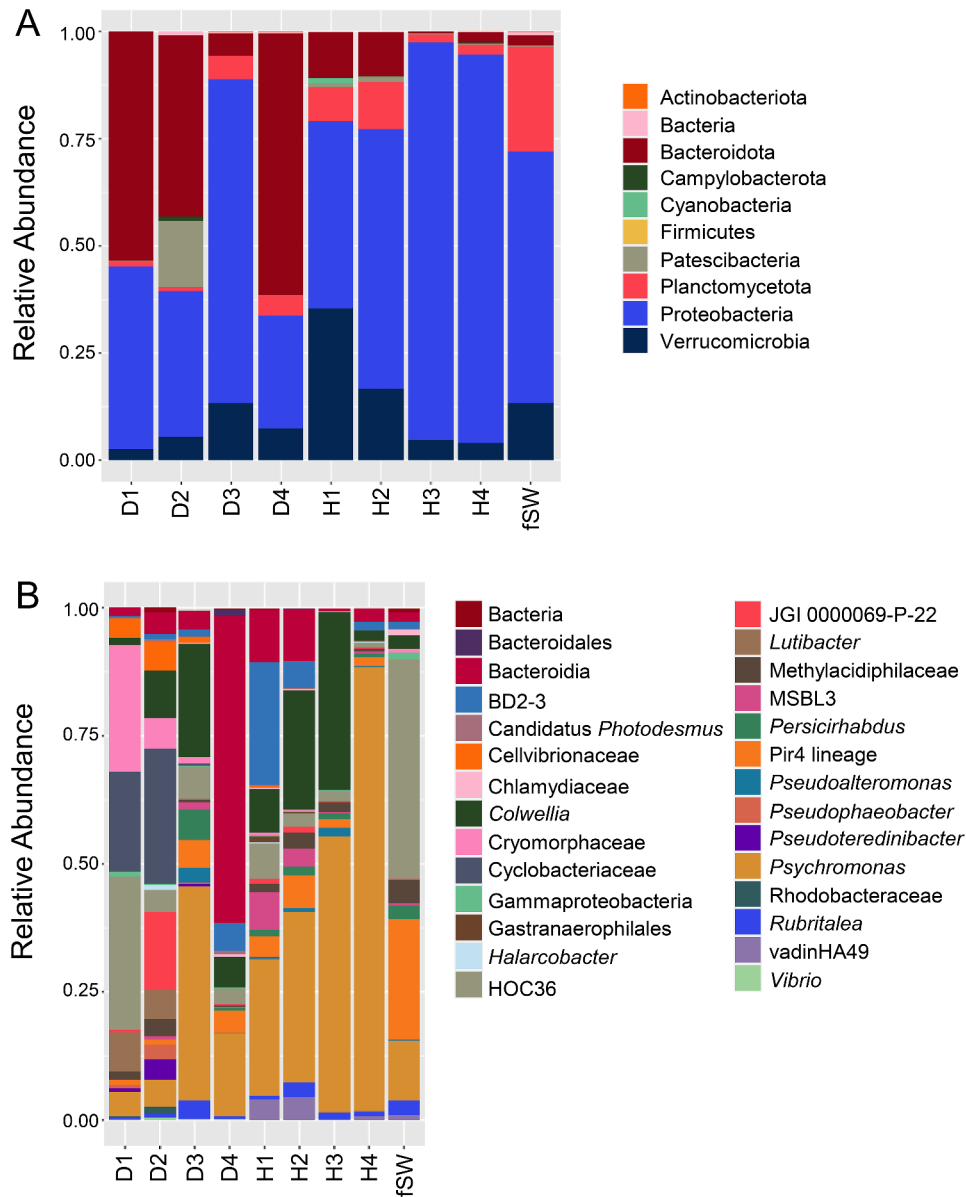 A
Relative Abundance
1.00
0.75
0.50
0.25
0.00
D1 D2 D3 D4 H1 H2 H3 H4 fSW
Actinobacteriota
Bacteria
Bacteroidota
Campylobacterota
Cyanobacteria
Firmicutes
Patescibacteria
Planctomycetota
Proteobacteria
Verrucomicrobia
B
Relative Abundance
1.00
0.75
0.50
0.25
0.00
D1 D2 D3 D4 H1 H2 H3 H4 fSW
Bacteria
Bacteroidales
Bacteroidia
BD2-3
Candidatus Photodesmus
Cellvibrionaceae
Chlamydiaceae
Colwellia
Cryomorphaceae
Cyclobacteriaceae
Gammaproteobacteria
Gastranaerophilales
Halarcobacter
HOC36
JGI 0000069-P-22
Lutibacter
Methylacidiphilaceae
MSBL3
Persicirhabdus
Pir4 lineage
Pseudoalteromonas
Pseudophaeobacter
Pseudoteredinibacter
Psychromonas
Rhodobacteraceae
Rubritalea
vadinHA49
Vibrio